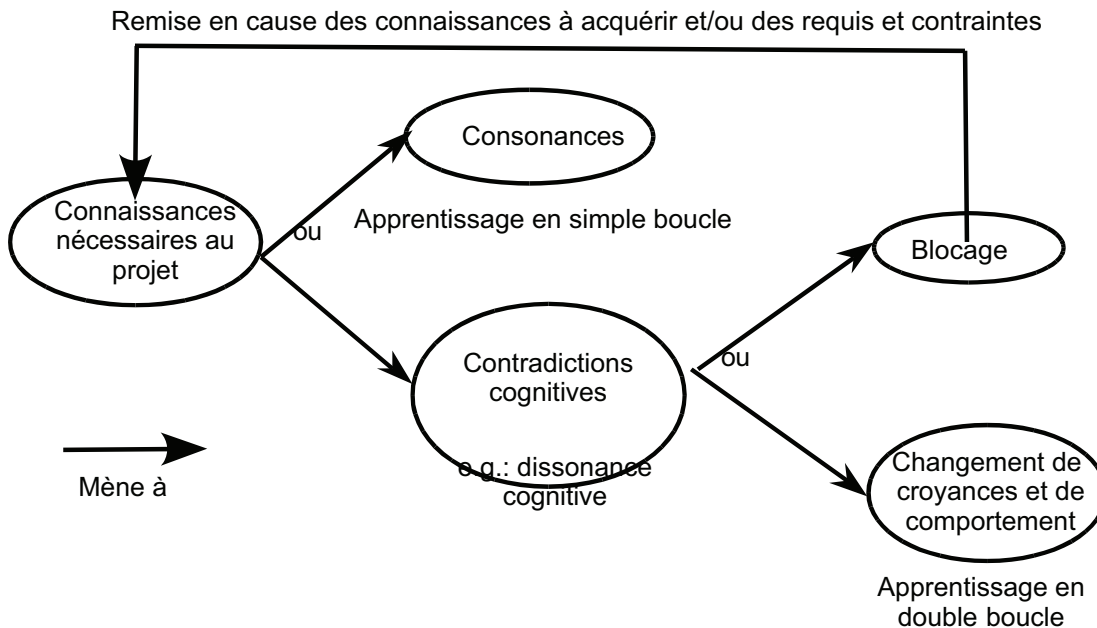 Remise en cause des connaissances à acquérir et/ou des requis et contraintes
Consonances
Connaissances
nécessaires au
projet
ou
Apprentissage en simple boucle
Blocage
Contradictions
cognitives
ou
e.g.: dissonance
cognitive
Mène à
Changement de
croyances et de
comportement
Apprentissage en
double boucle